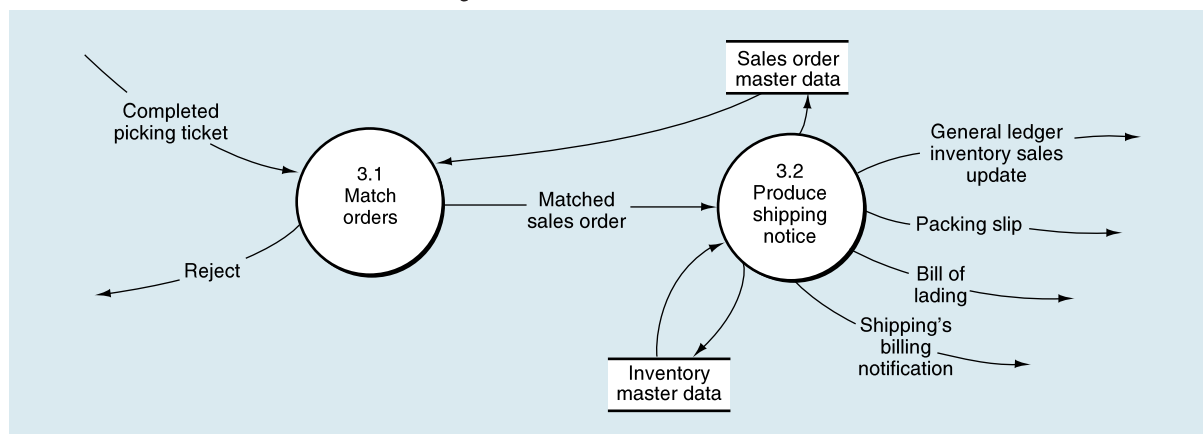 Completed
picking ticket
Reject
3.1
Match
orders
Matched
sales order
Sales order
master data
3.2
Produce
shipping
notice
Inventory
master data
General ledger
inventory sales
update
Packing slip
Bill of
lading
Shipping's
billing
notification